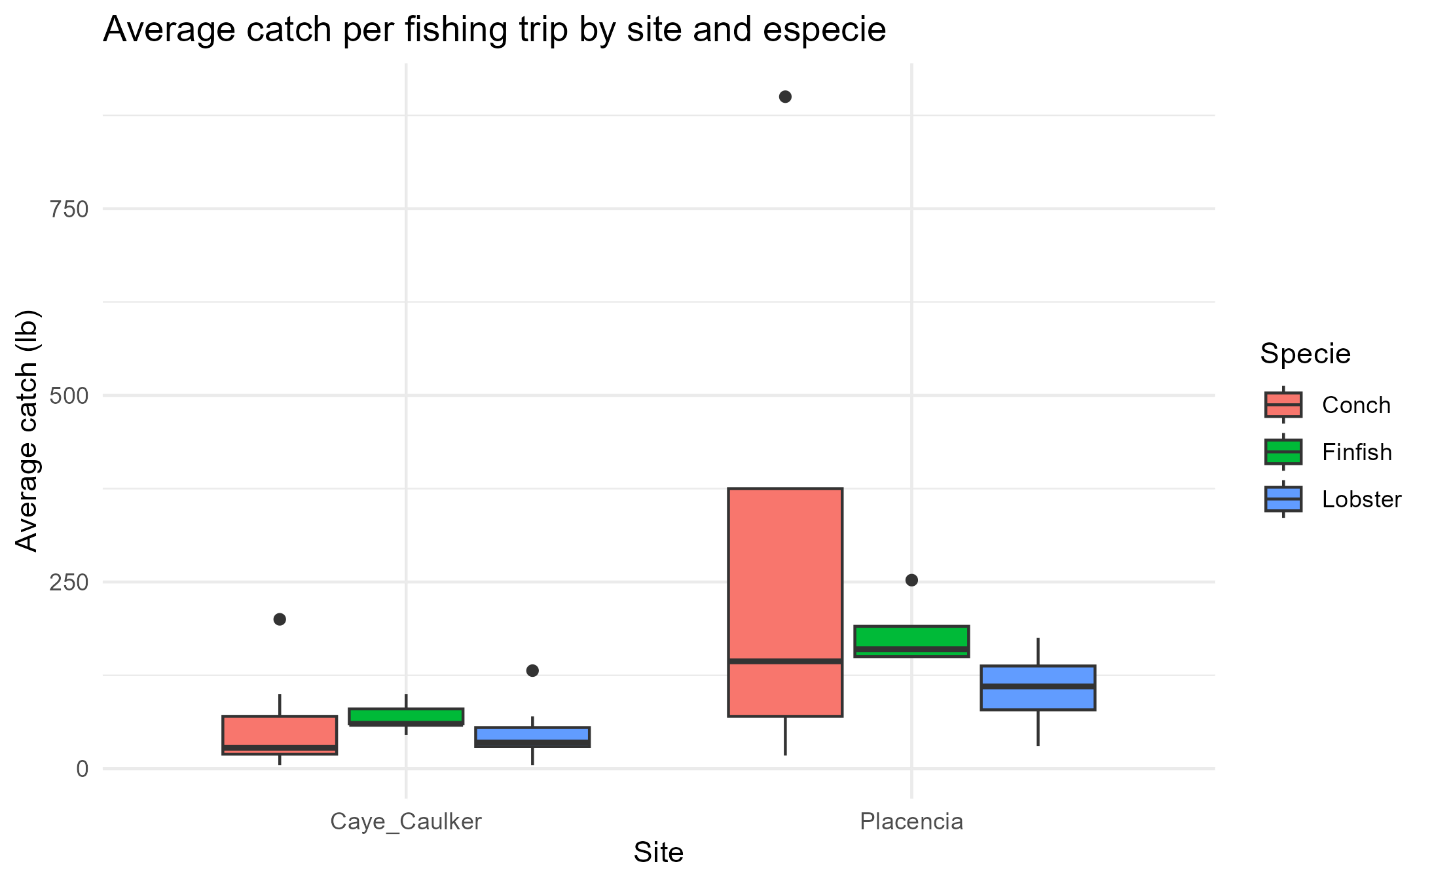 Average catch per fishing trip by site and especie
Average catch (lb)
750
500
250
0
Caye_Caulker
Placencia
Site
Specie
Conch
Finfish
Lobster